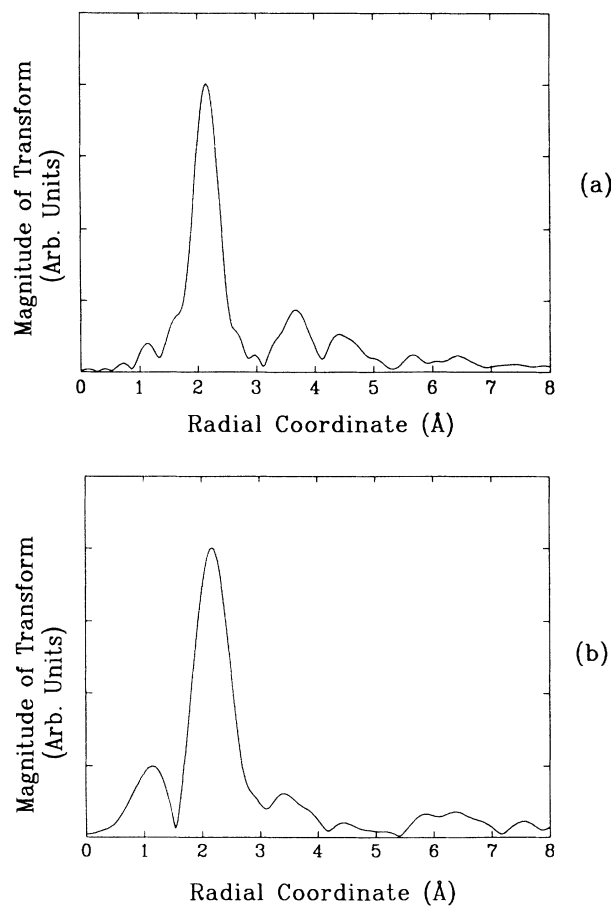 Magnitude of Transform
(Arb. Units)
(a)
0 1 2 3 4 5 6 7 8
Radial Coordinate (Å)
Magnitude of Transform
(Arb. Units)
(b)
0 1 2 3 4 5 6 7 8
Radial Coordinate (Å)